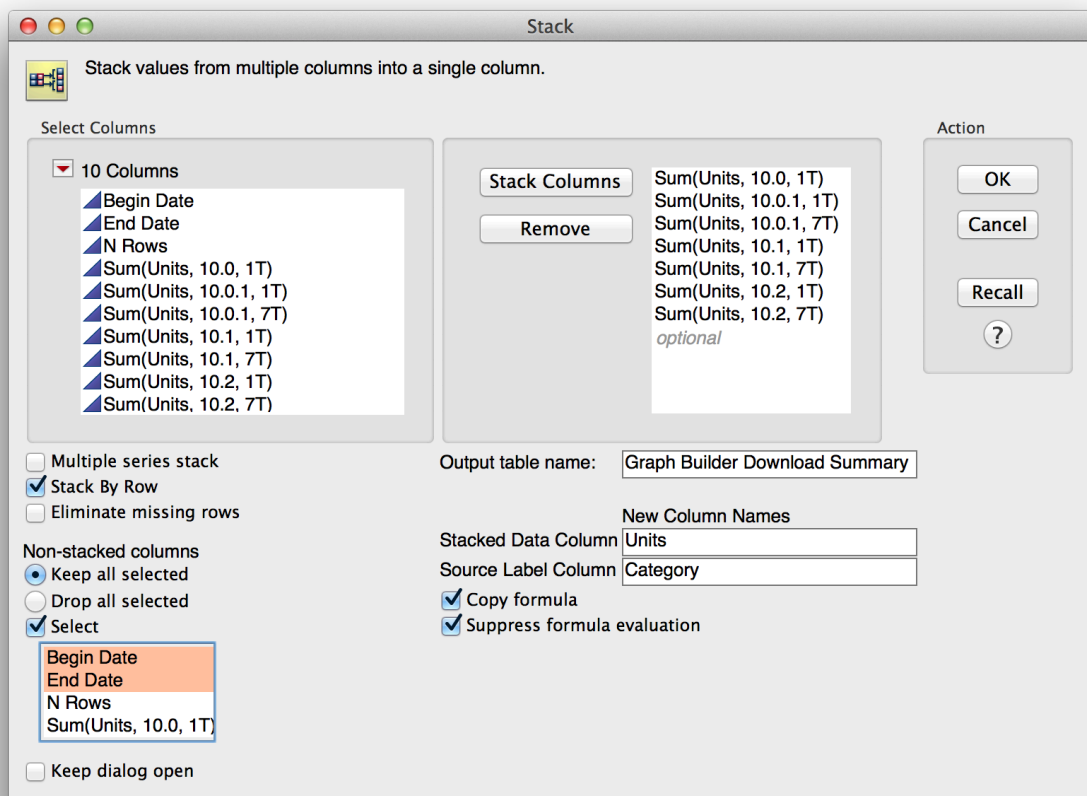 Stack
Stack values from multiple columns into a single column.
Select Columns
10 Columns
Begin Date
End Date
N Rows
Sum(Units, 10.0, 1T)
Sum(Units, 10.0.1, 1T)
Sum(Units, 10.0.1, 7T)
Sum(Units, 10.1, 1T)
Sum(Units, 10.1, 7T)
Sum(Units, 10.2, 1T)
Sum(Units, 10.2, 7T)
Stack Columns
Remove
Sum(Units, 10.0, 1T)
Sum(Units, 10.0.1, 1T)
Sum(Units, 10.0.1, 7T)
Sum(Units, 10.1, 1T)
Sum(Units, 10.1, 7T)
Sum(Units, 10.2, 1T)
Sum(Units, 10.2, 7T)
optional
Action
OK
Cancel
Recall
?
Multiple series stack
Stack By Row
Eliminate missing rows
Non-stacked columns
Keep all selected
Drop all selected
Select
Begin Date
End Date
N Rows
Sum(Units, 10.0, 1T)
Keep dialog open
Output table name: Graph Builder Download Summary
New Column Names
Stacked Data Column Units
Source Label Column Category
Copy formula
Suppress formula evaluation